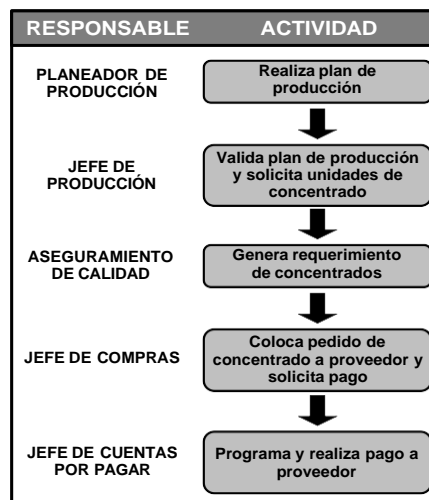 RESPONSABLE ACTIVIDAD
PLANEADOR DE
PRODUCCIÓN
Realiza plan de
producción
JEFE DE
PRODUCCIÓN
Valida plan de producción
y solicita unidades de
concentrado
ASEGURAMIENTO
DE CALIDAD
Genera requerimiento
de concentrados
JEFE DE COMPRAS
Coloca pedido de
concentrado a proveedor y
solicita pago
JEFE DE CUENTAS
POR PAGAR
Programa y realiza pago a
proveedor